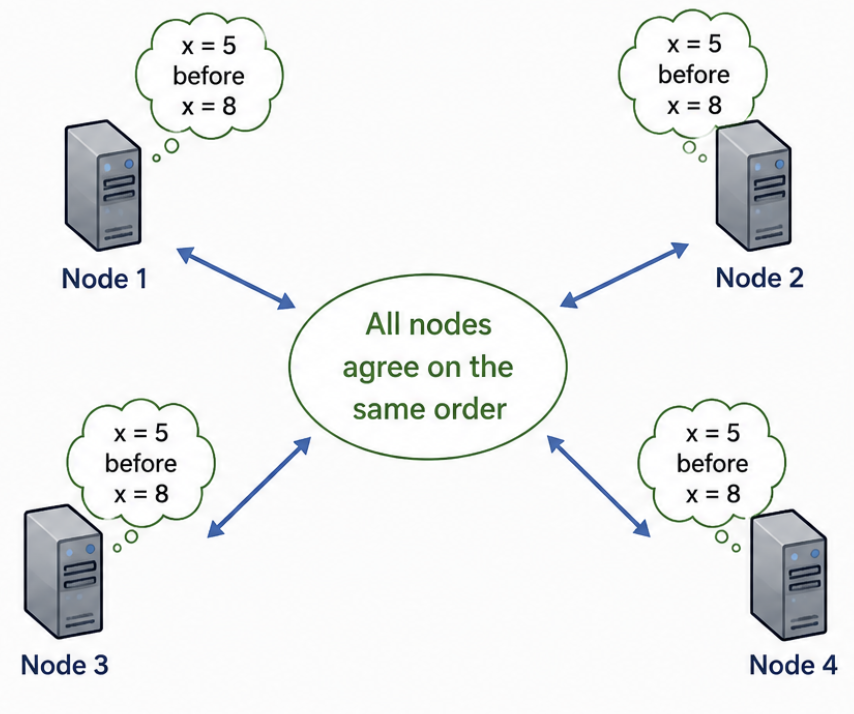 x = 5
before
x = 8
x = 5
before
x = 8
Node 1
Node 2
All nodes
agree on the
same order
x = 5
before
x = 8
x = 5
before
x = 8
Node 3
Node 4